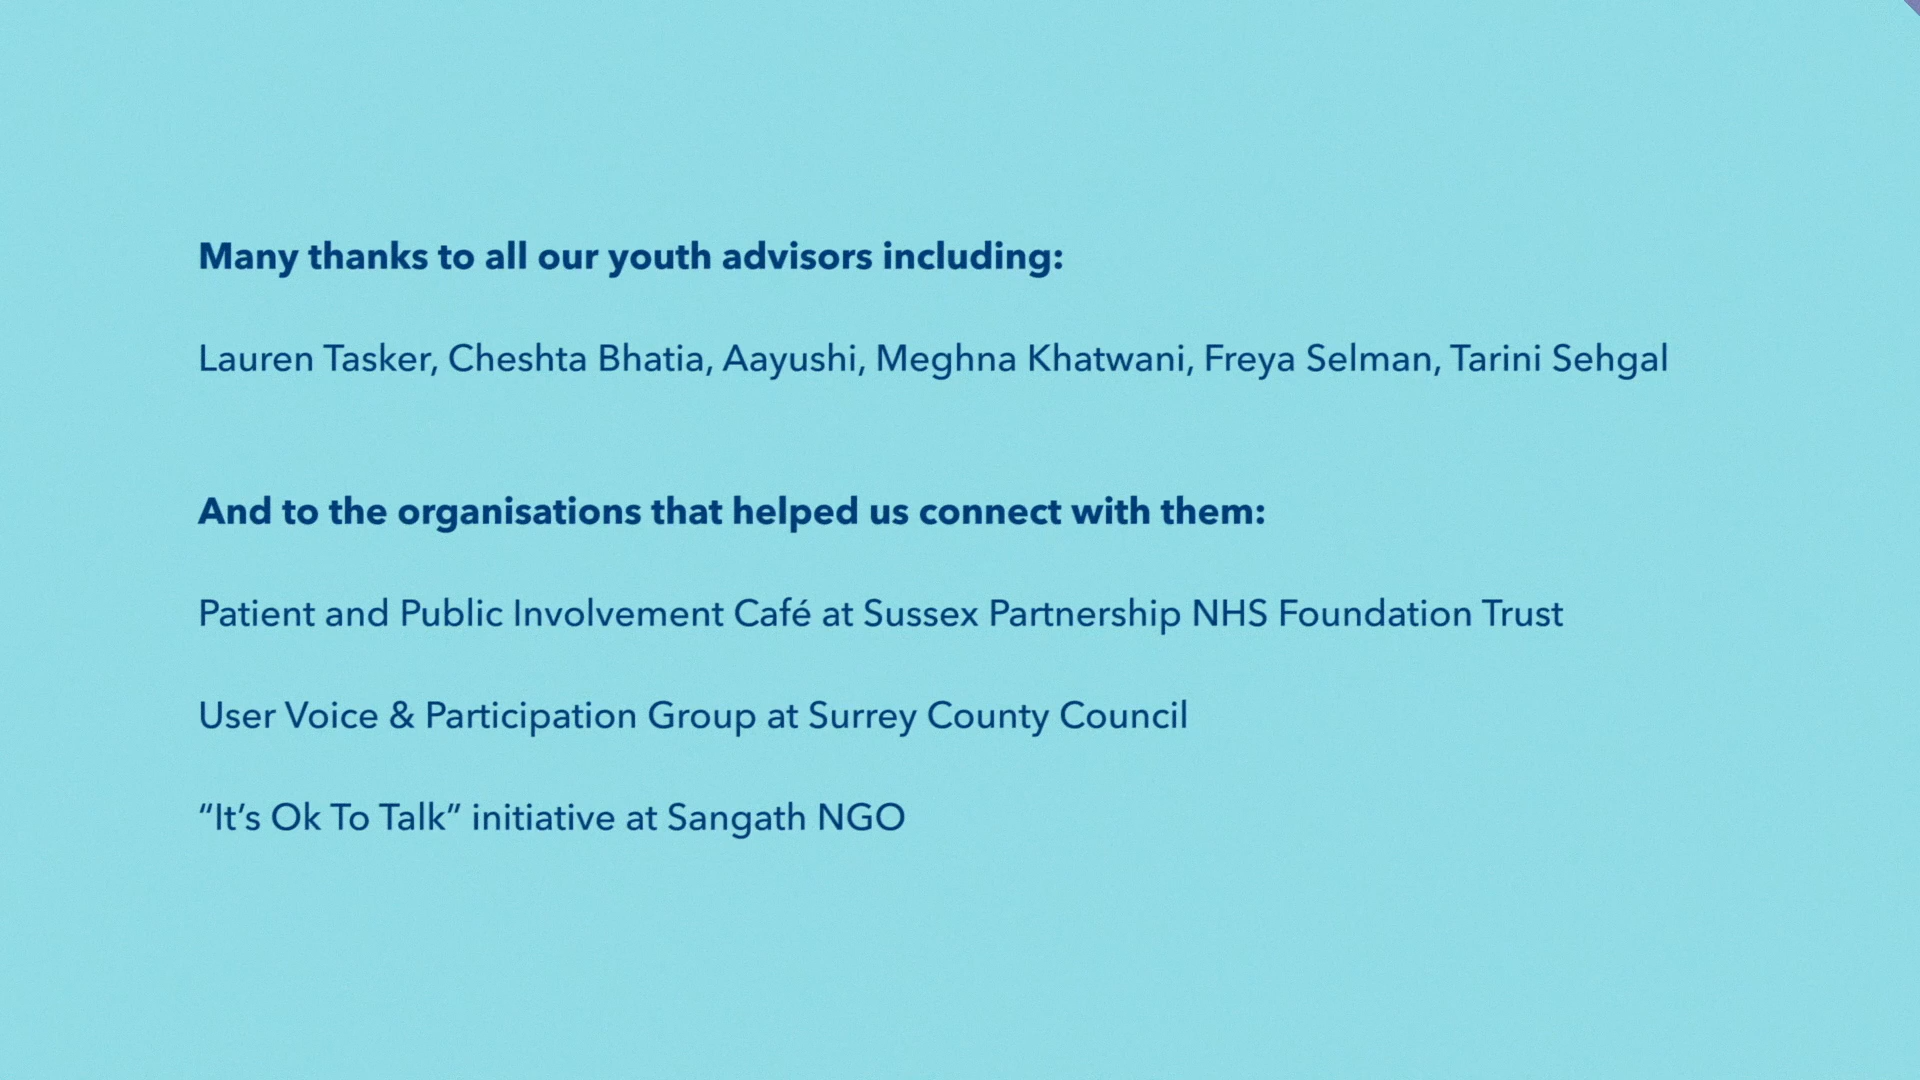 Many thanks to all our youth advisors including:
Lauren Tasker, Cheshta Bhatia, Aayushi, Meghna Khatwani, Freya Selman, Tarini Sehgal
And to the organisations that helped us connect with them:
Patient and Public Involvement Café at Sussex Partnership NHS Foundation Trust
User Voice & Participation Group at Surrey County Council
“It’s Ok To Talk” initiative at Sangath NGO